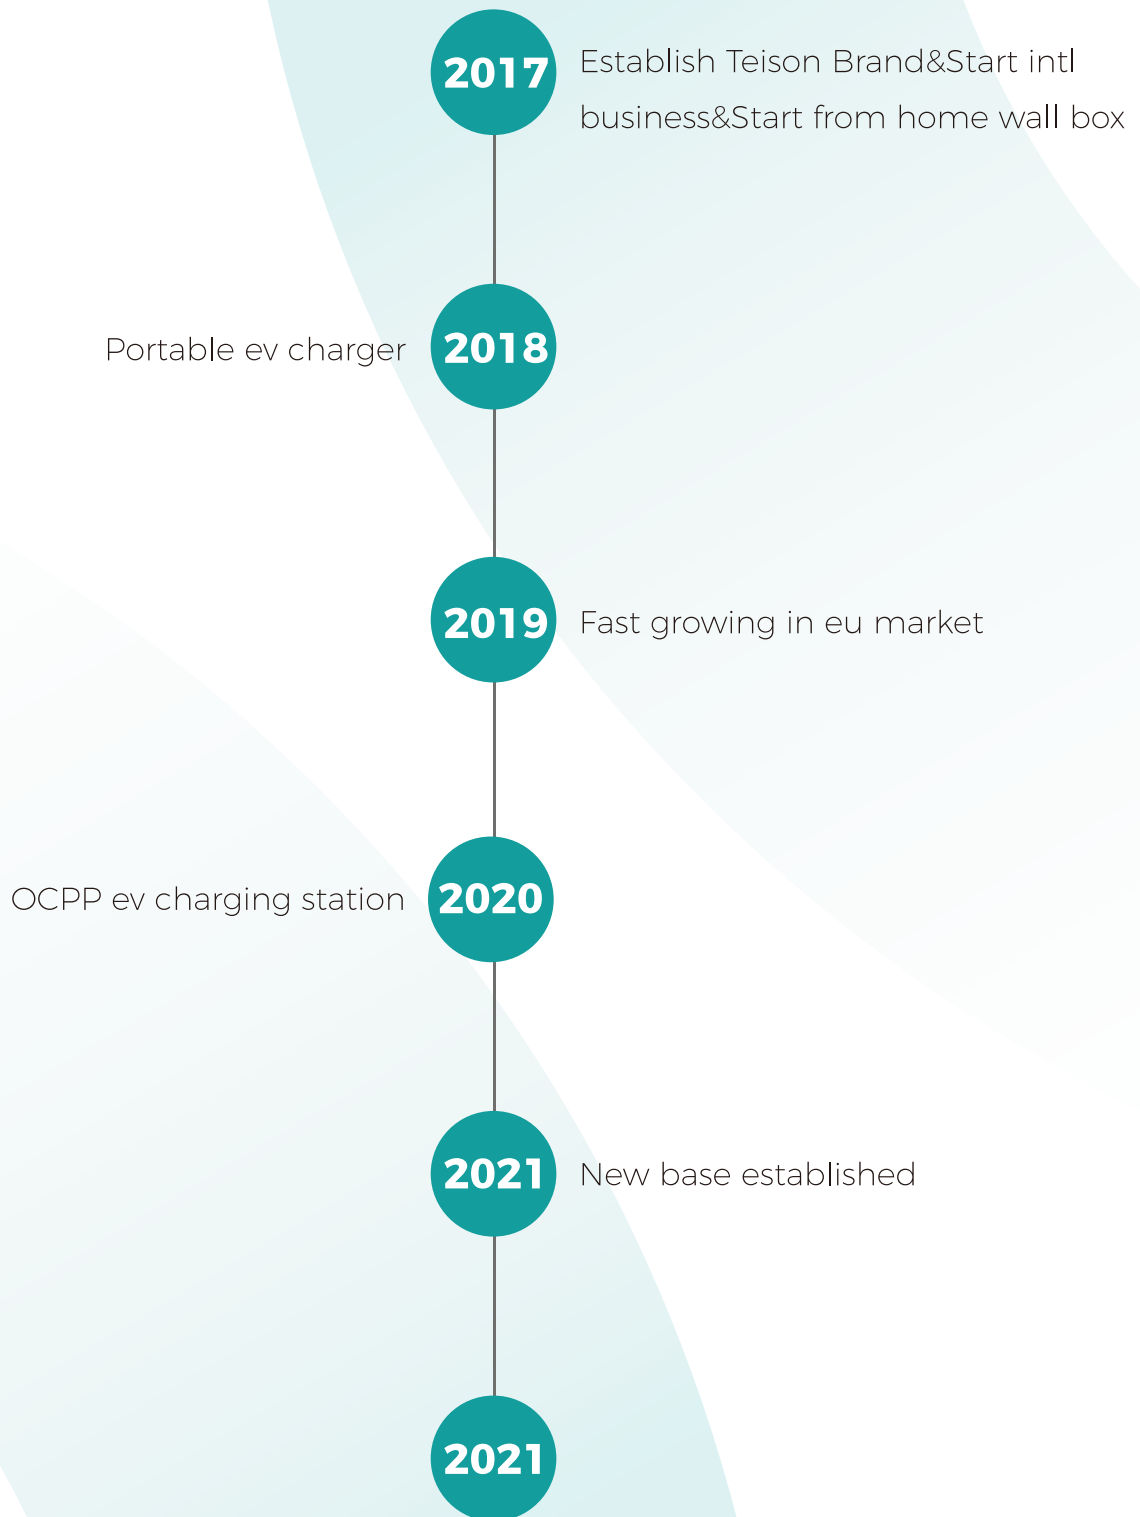 2017
Establish Teison Brand&Start intl
business&Start from home wall box
Portable ev charger
2018
2019
Fast growing in eu market
OCPP ev charging station
2020
2021
New base established
2021